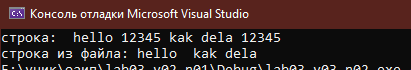 Консоль отладки Microsoft Visual Studio
строка:  hello 12345 kak dela 12345
строка из файла: hello  kak dela